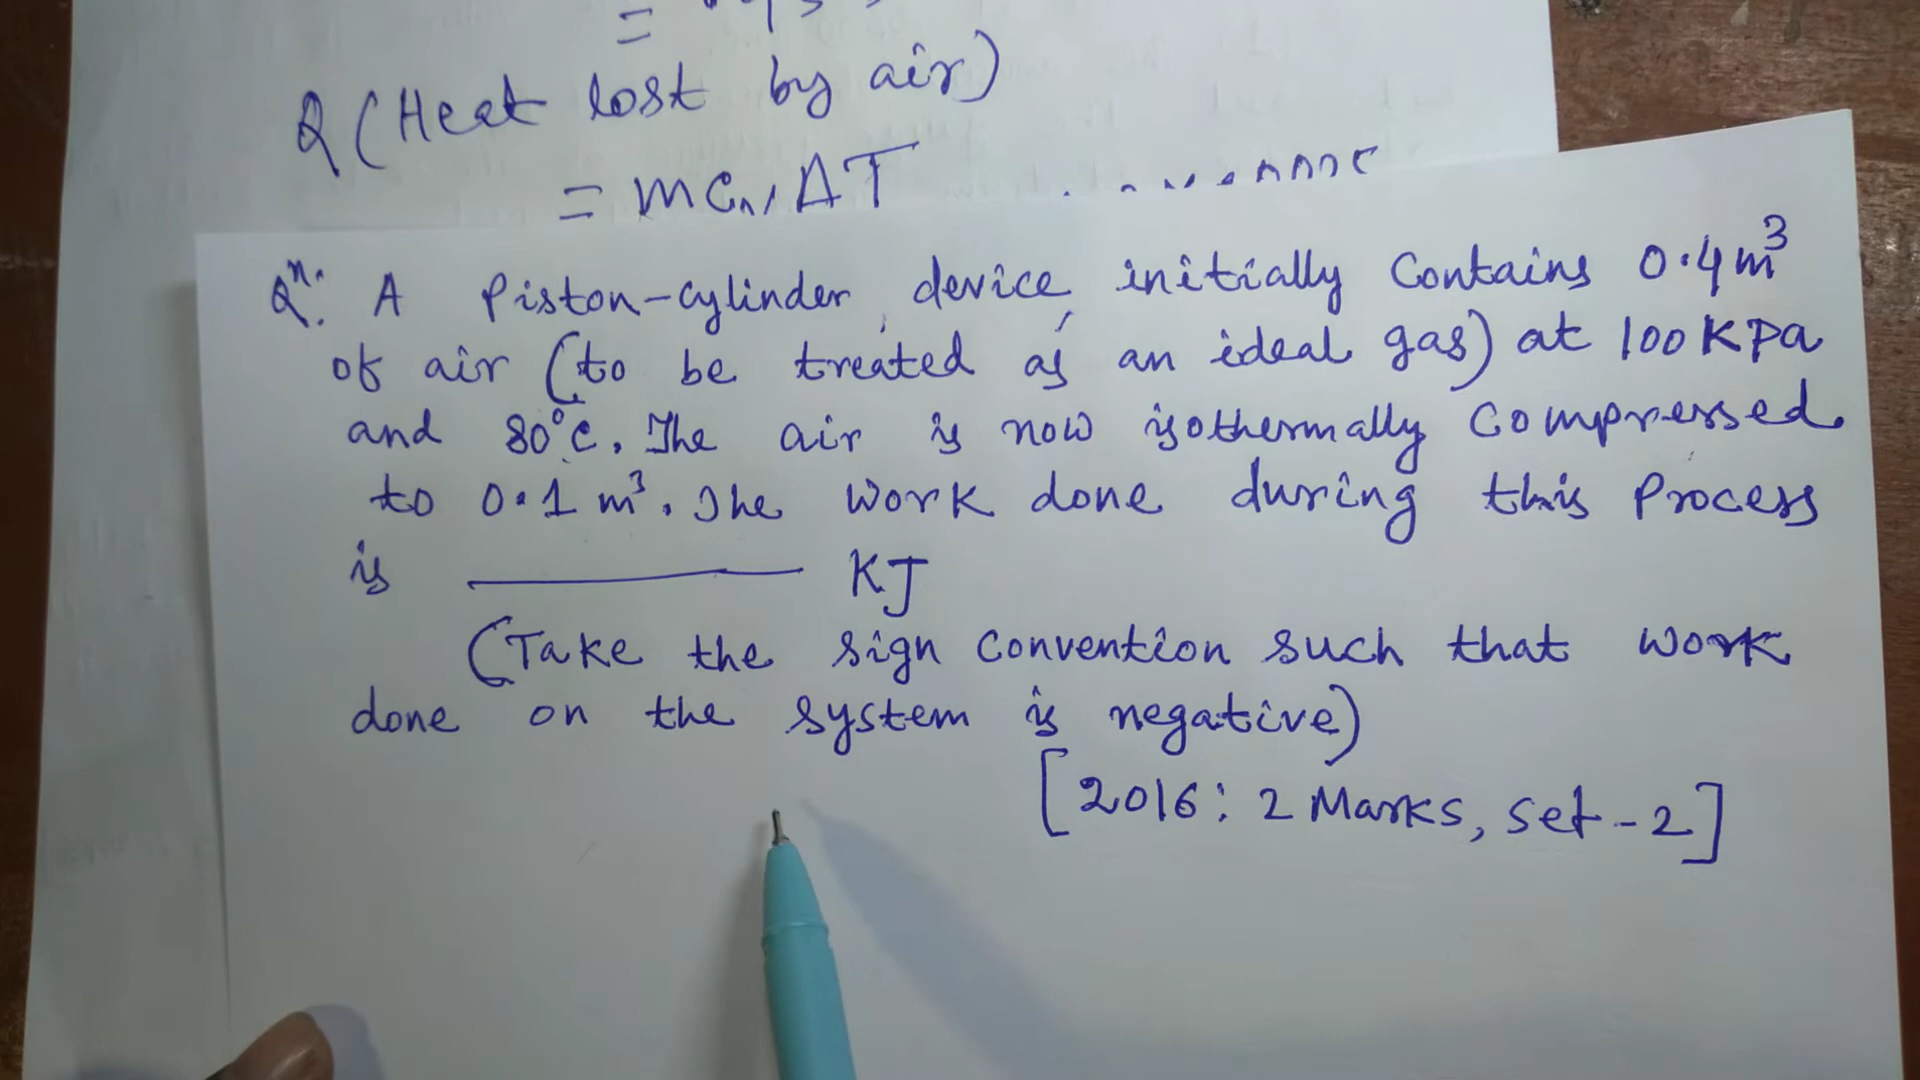 Q (Heat lost by air)
= m ΔT
Qn: A Piston-cylinder device initially Contains 0.4 m³
of air (to be treated as an ideal gas) at 100 KPa
and 80°C. The air is now isothermally Compressed
to 0.1 m³. The Work done during this Process
is ______ KJ
(Take the sign convention such that work
done on the system is negative)
[2016: 2 Marks, Set-2]